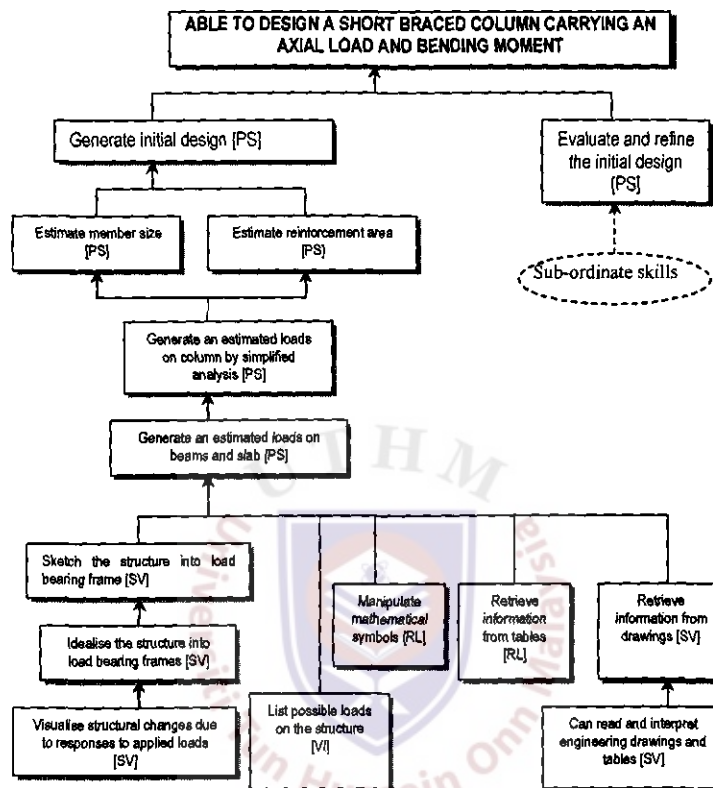 ABLE TO DESIGN A SHORT BRACED COLUMN CARRYING AN
AXIAL LOAD AND BENDING MOMENT
Generate initial design [PS]
Evaluate and refine
the initial design
[PS]
Estimate member size
[PS]
Estimate reinforcement area
[PS]
Sub-ordinate skills
Generate an estimated loads
on column by simplified
analysis [PS]
Generate an estimated loads on
beams and slab [PS]
UTHM
Universiti Tun Hussein Onn Malaysia
Sketch the structure into load
bearing frame [SV]
Manipulate
mathematical
symbols [RL]
Retrieve
information
from tables
[RL]
Retrieve
information from
drawings [SV]
Idealise the structure into
load bearing frames [SV]
Visualise structural changes due
to responses to applied loads
[SV]
List possible loads
on the structure
[VI]
Can read and interpret
engineering drawings and
tables [SV]